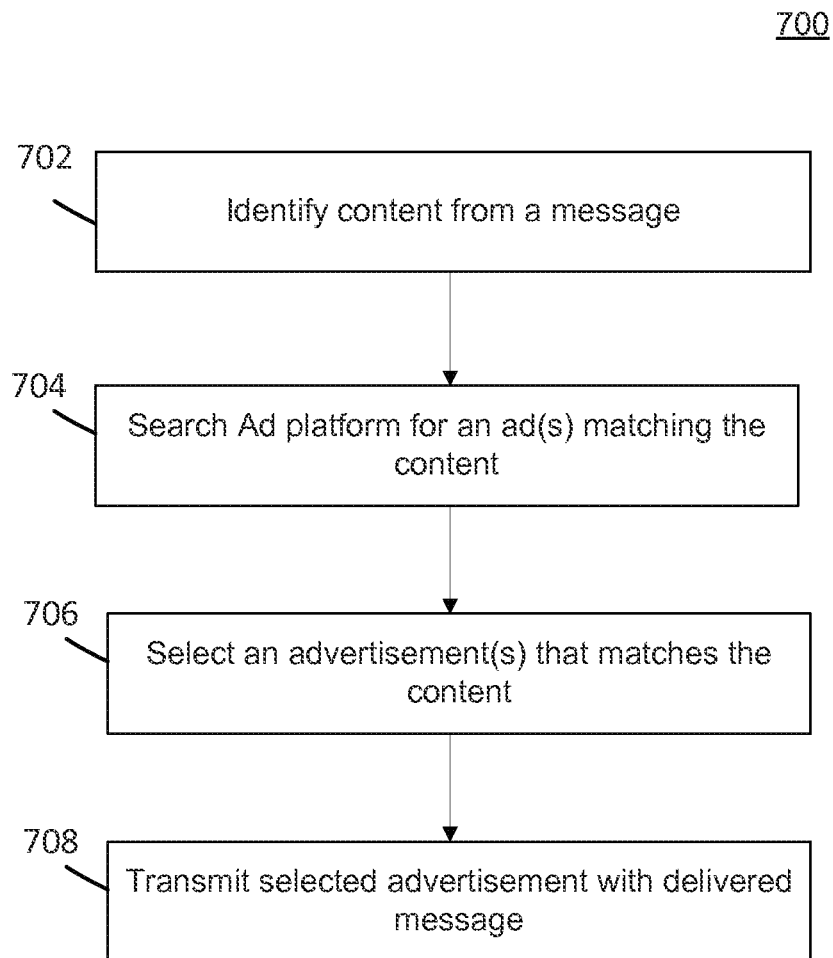 700
702
Identify content from a message
704
Search Ad platform for an ad(s) matching the
content
706
Select an advertisement(s) that matches the
content
708
Transmit selected advertisement with delivered
message